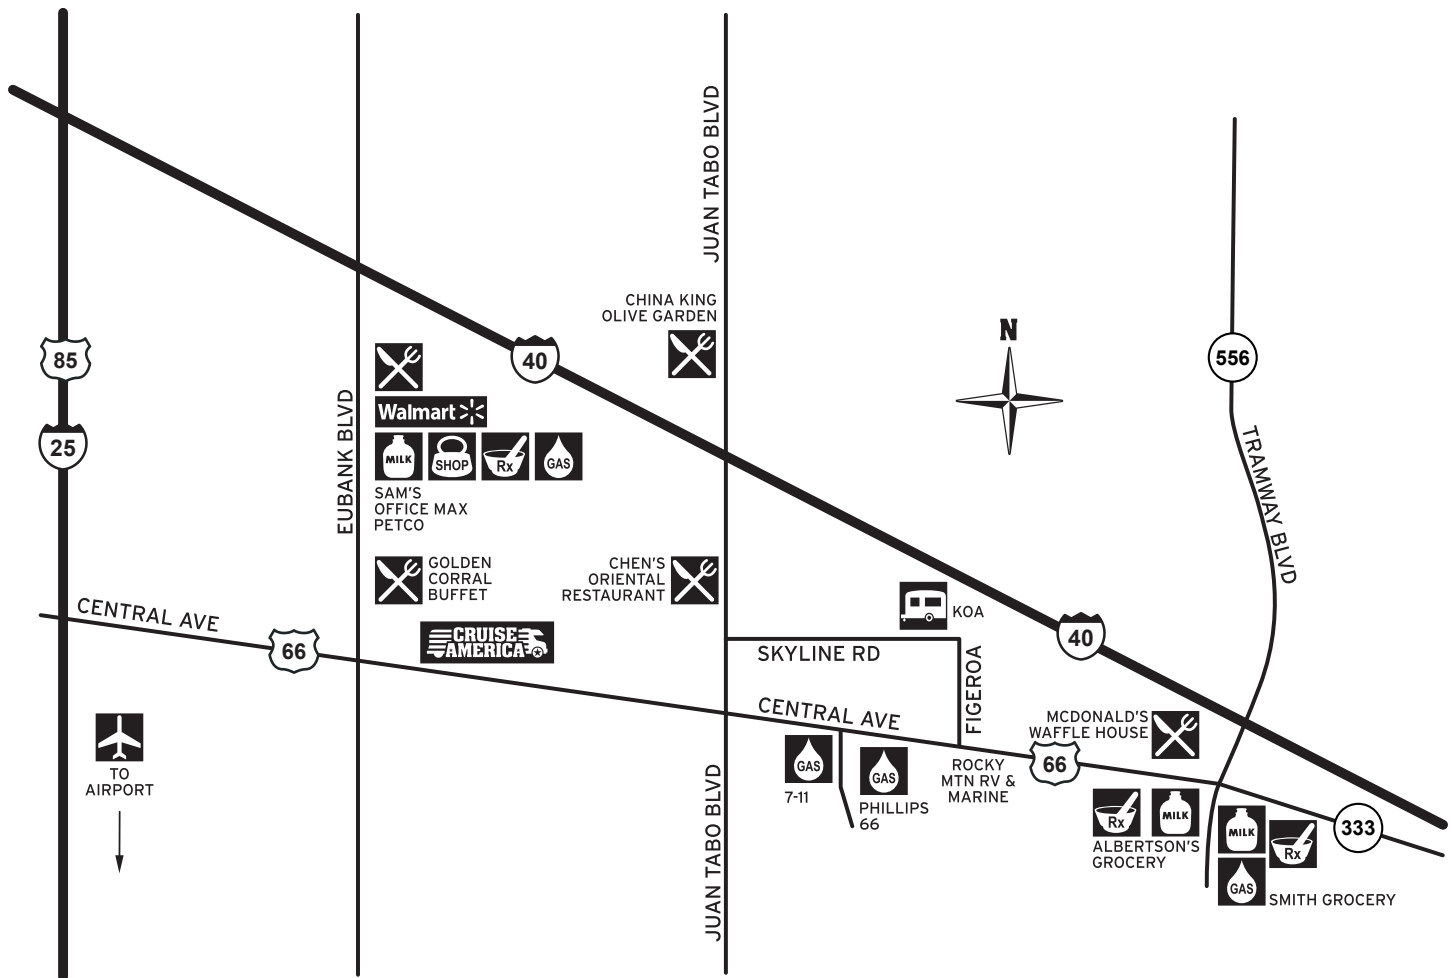 JUAN TABO BLVD
CHINA KING
OLIVE GARDEN
N
85
40
556
25
EUBANK BLVD
Walmart
MILK
SHOP
Rx
GAS
SAM'S
OFFICE MAX
PETCO
TRAMWAY BLVD
GOLDEN
CORRAL
BUFFET
CHEN'S
ORIENTAL
RESTAURANT
KOA
CENTRAL AVE
66
CRUISE
AMERICA
SKYLINE RD
FIGEROA
40
CENTRAL AVE
MCDONALD'S
WAFFLE HOUSE
TO
AIRPORT
GAS
7-11
GAS
PHILLIPS
66
ROCKY
MTN RV &
MARINE
66
JUAN TABO BLVD
Rx
MILK
ALBERTSON'S
GROCERY
MILK
Rx
GAS
SMITH GROCERY
333